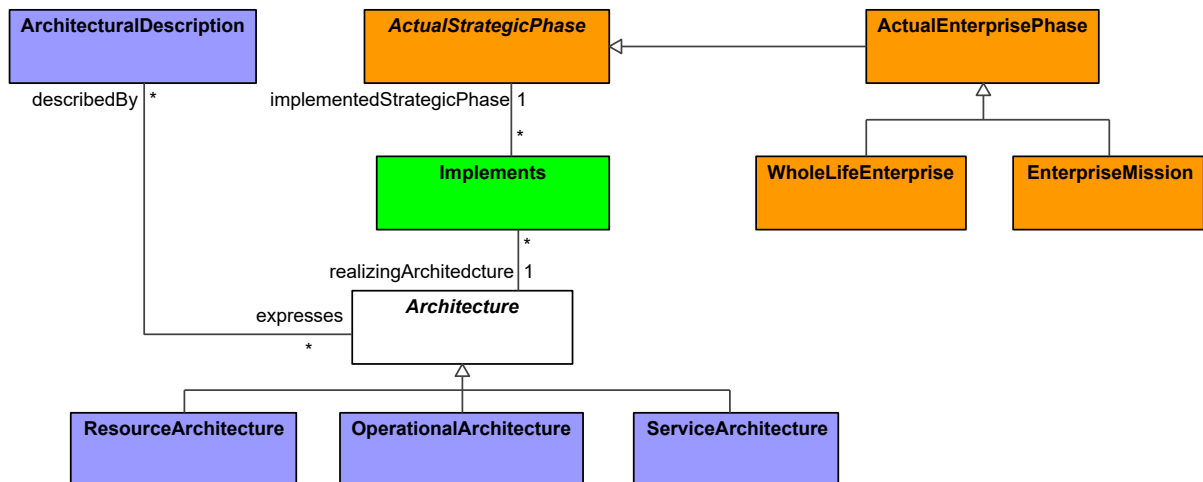 ArchitecturalDescription
ActualStrategicPhase
ActualEnterprisePhase
describedBy *
implementedStrategicPhase 1
*
Implements
WholeLifeEnterprise
EnterpriseMission
*
realizingArchitedcture 1
Architecture
expresses
*
ResourceArchitecture
OperationalArchitecture
ServiceArchitecture